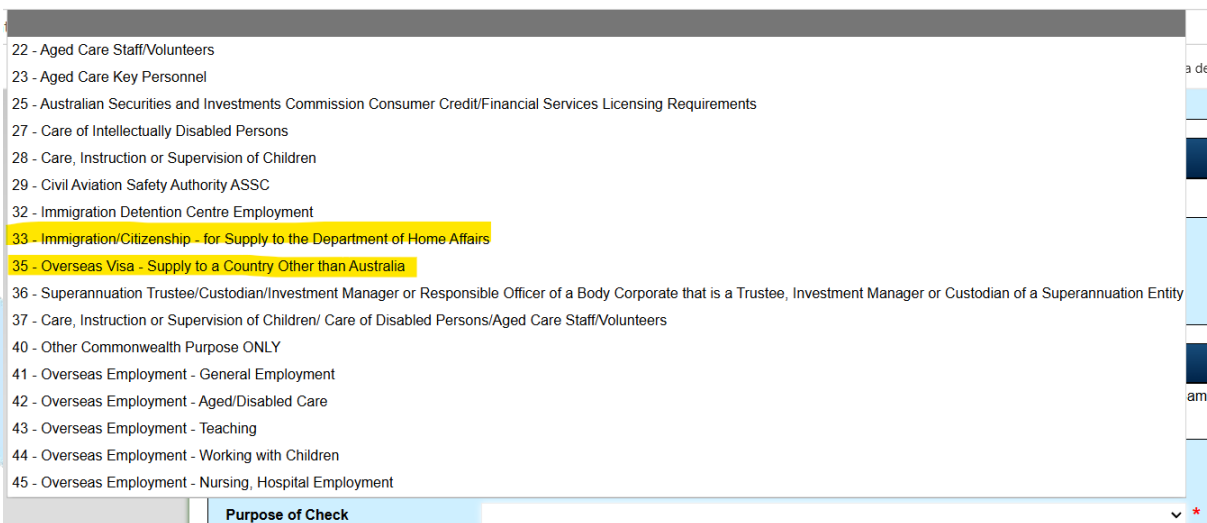 22 - Aged Care Staff/Volunteers
23 - Aged Care Key Personnel
25 - Australian Securities and Investments Commission Consumer Credit/Financial Services Licensing Requirements
27 - Care of Intellectually Disabled Persons
28 - Care, Instruction or Supervision of Children
29 - Civil Aviation Safety Authority ASSC
32 - Immigration Detention Centre Employment
33 - Immigration/Citizenship - for Supply to the Department of Home Affairs
35 - Overseas Visa - Supply to a Country Other than Australia
36 - Superannuation Trustee/Custodian/Investment Manager or Responsible Officer of a Body Corporate that is a Trustee, Investment Manager or Custodian of a Superannuation Entity
37 - Care, Instruction or Supervision of Children/ Care of Disabled Persons/Aged Care Staff/Volunteers
40 - Other Commonwealth Purpose ONLY
41 - Overseas Employment - General Employment
42 - Overseas Employment - Aged/Disabled Care
43 - Overseas Employment - Teaching
44 - Overseas Employment - Working with Children
45 - Overseas Employment - Nursing, Hospital Employment
Purpose of Check *